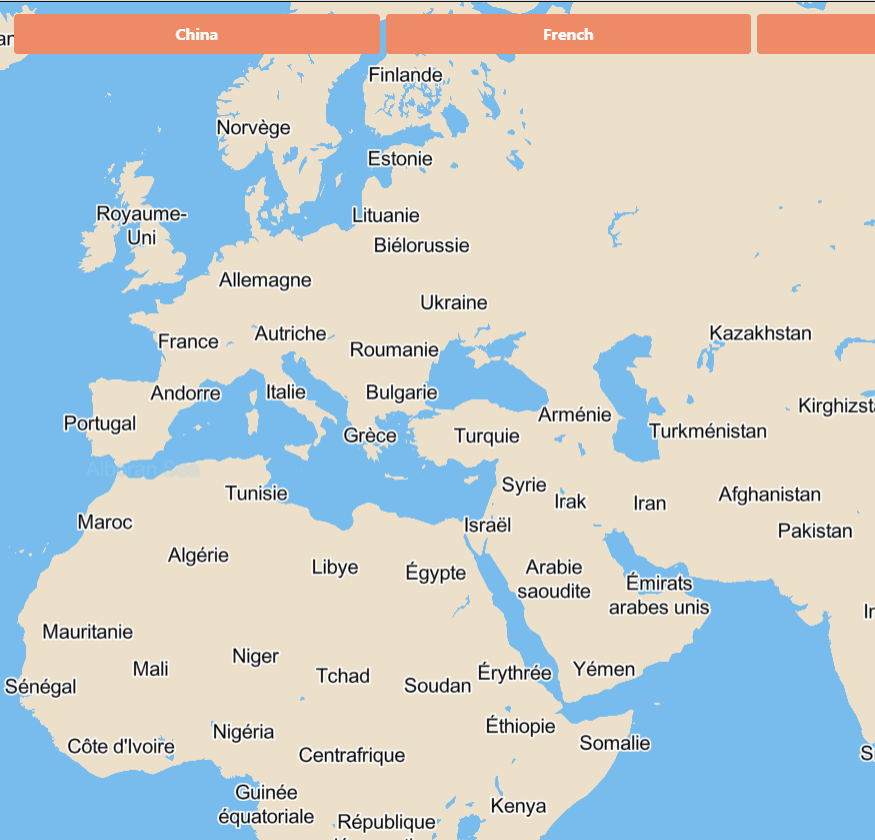 China
French
Finlande
Norvège
Estonie
Royaume-
Uni
Lituanie
Biélorussie
Allemagne
Ukraine
France
Autriche
Roumanie
Kazakhstan
Andorre
Italie
Bulgarie
Portugal
Grèce
Turquie
Arménie
Turkménistan
Alboran Sea
Tunisie
Syrie
Irak
Iran
Afghanistan
Maroc
Israël
Pakistan
Algérie
Libye
Égypte
Arabie
saoudite
Émirats
arabes unis
Mauritanie
Mali
Niger
Tchad
Soudan
Érythrée
Yémen
Sénégal
Côte d'Ivoire
Nigéria
Centrafrique
Éthiopie
Somalie
Guinée
équatoriale
République
Kenya